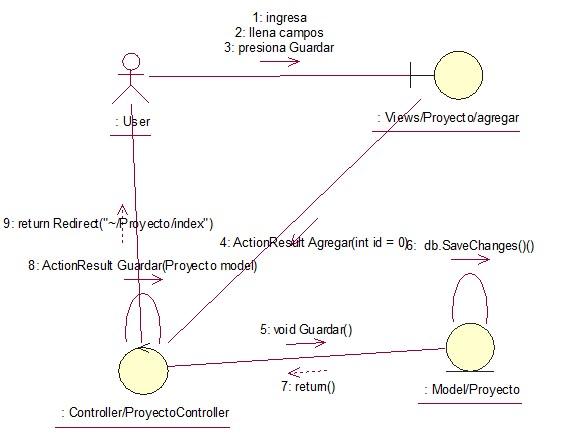 1: ingresa
2: llena campos
3: presiona Guardar
: User
: Views/Proyecto/agregar
9: return Redirect("~/Proyecto/index")
4: ActionResult Agregar(int id = 0)
6: db.SaveChanges()()
8: ActionResult Guardar(Proyecto model)
5: void Guardar()
7: return()
: Model/Proyecto
: Controller/ProyectoController